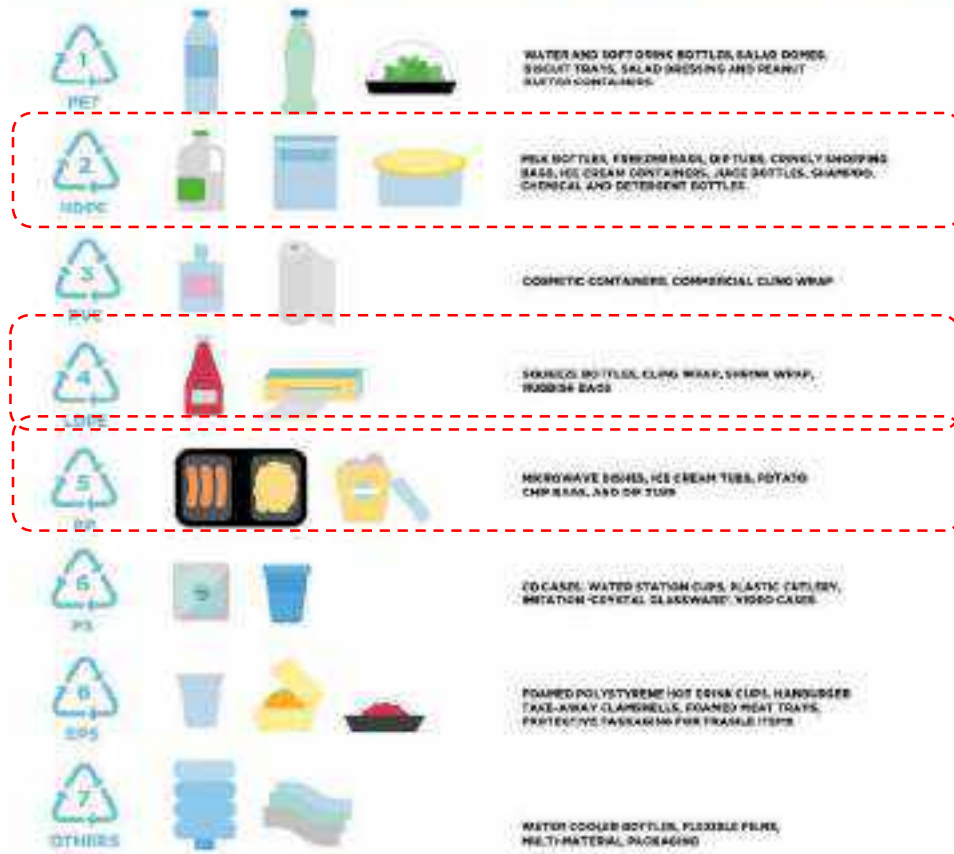 1
PET
WATER AND SOFT DRINK BOTTLES, SALAD DOMES,
BISCUIT TRAYS, SALAD DRESSING AND PEANUT
BUTTER CONTAINERS
2
HDPE
MILK BOTTLES, FREEZER BAGS, DIP TUBS, CRINKLY SHOPPING
BAGS, ICE CREAM CONTAINERS, JUICE BOTTLES, SHAMPOO,
CHEMICAL AND DETERGENT BOTTLES
3
PVC
COSMETIC CONTAINERS, COMMERCIAL CLING WRAP
4
LDPE
SQUEEZE BOTTLES, CLING WRAP, SHRINK WRAP,
RUBBISH BAGS
5
PP
MICROWAVE DISHES, ICE CREAM TUBS, POTATO
CHIP BAGS, AND DIP TUBS
6
PS
CD CASES, WATER STATION CUPS, PLASTIC CUTLERY,
IMITATION 'CRYSTAL GLASSWARE', VIDEO CASES
6
EPS
FOAMED POLYSTYRENE HOT DRINK CUPS, HAMBURGER
TAKE-AWAY CLAMSHELLS, FOAMED MEAT TRAYS,
PROTECTIVE PACKAGING FOR FRAGILE ITEMS
7
OTHERS
WATER COOLER BOTTLES, FLEXIBLE FILMS,
MULTI-MATERIAL PACKAGING